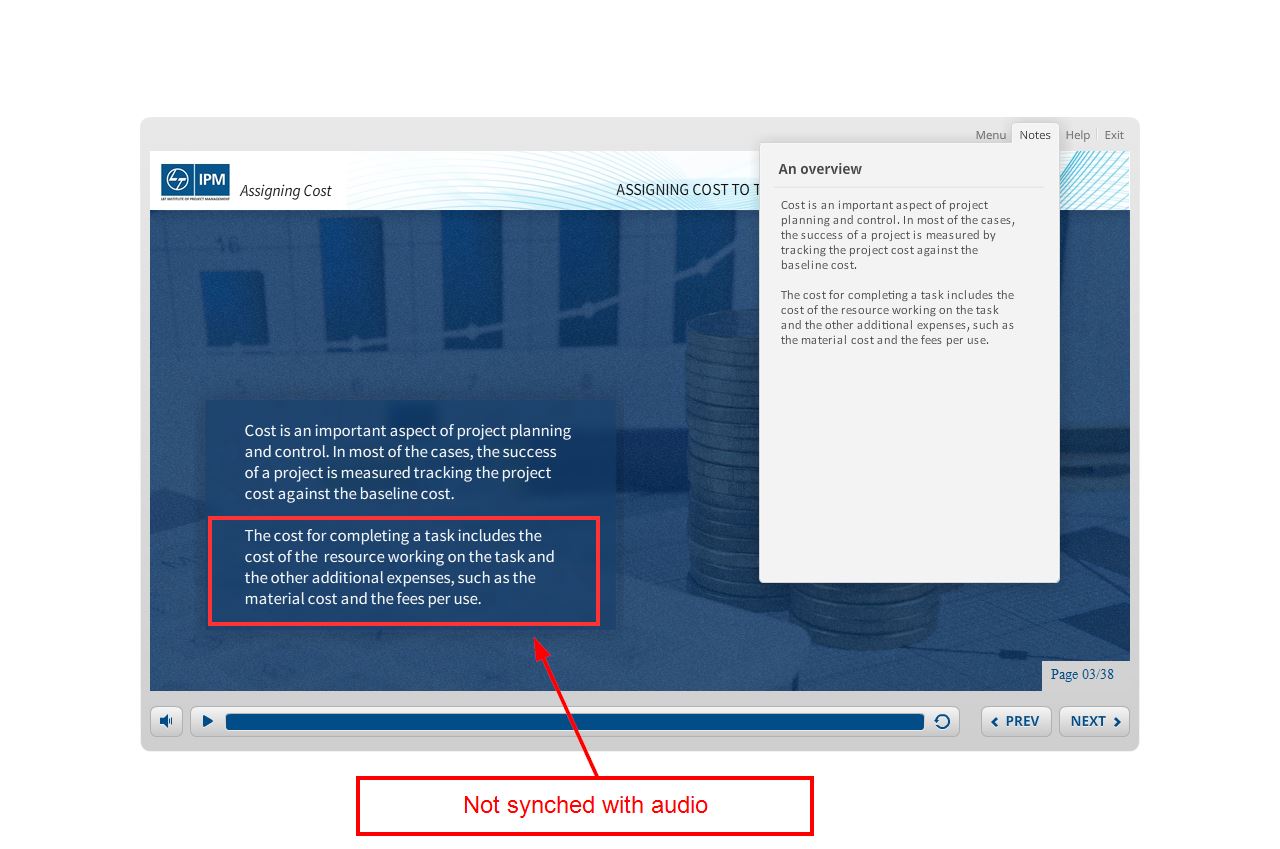 Menu Notes Help Exit
IPM
L&T INSTITUTE OF PROJECT MANAGEMENT
Assigning Cost
ASSIGNING COST TO T
An overview
Cost is an important aspect of project
planning and control. In most of the cases,
the success of a project is measured by
tracking the project cost against the
baseline cost.
The cost for completing a task includes the
cost of the resource working on the task
and the other additional expenses, such as
the material cost and the fees per use.
16
5
6
7
8
Cost is an important aspect of project planning
and control. In most of the cases, the success
of a project is measured tracking the project
cost against the baseline cost.
The cost for completing a task includes the
cost of the  resource working on the task and
the other additional expenses, such as the
material cost and the fees per use.
Page 03/38
PREV
NEXT
Not synched with audio